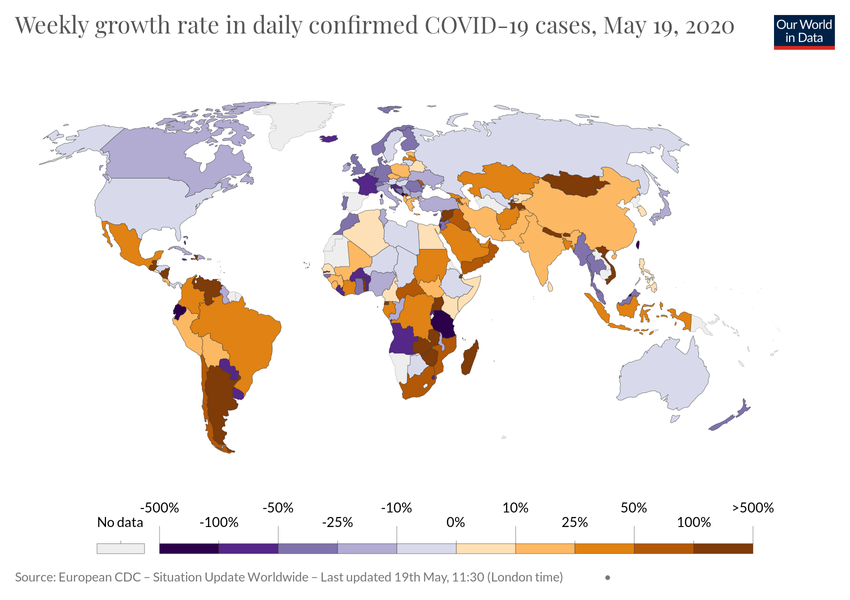 Weekly growth rate in daily confirmed COVID-19 cases, May 19, 2020
Our World
in Data
-500% -50% -10% 10% 50% >500%
No data -100% -25% 0% 25% 100%
Source: European CDC – Situation Update Worldwide – Last updated 19th May, 11:30 (London time) •